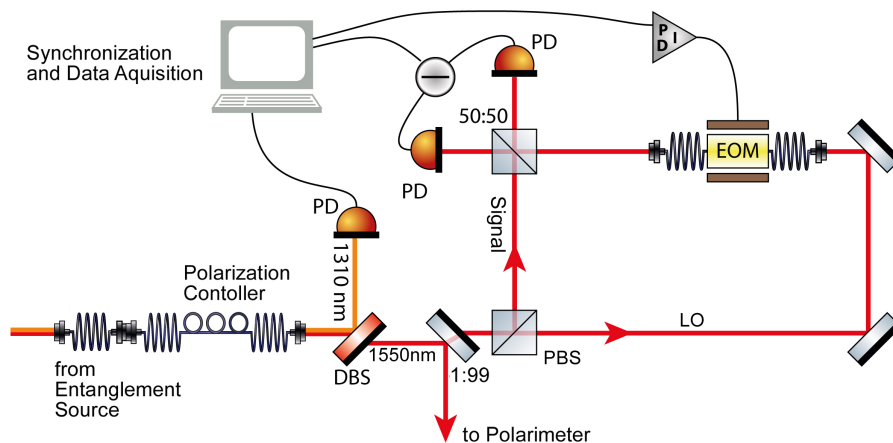 Synchronization
and Data Aquisition
PD
P
I
D
50:50
PD
EOM
PD
Signal
1310 nm
Polarization
Contoller
LO
1550nm
PBS
from
Entanglement
Source
DBS
1:99
to Polarimeter